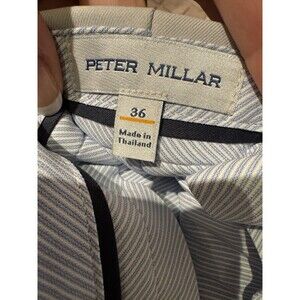 PETER MILLAR
36
Made in
Thailand